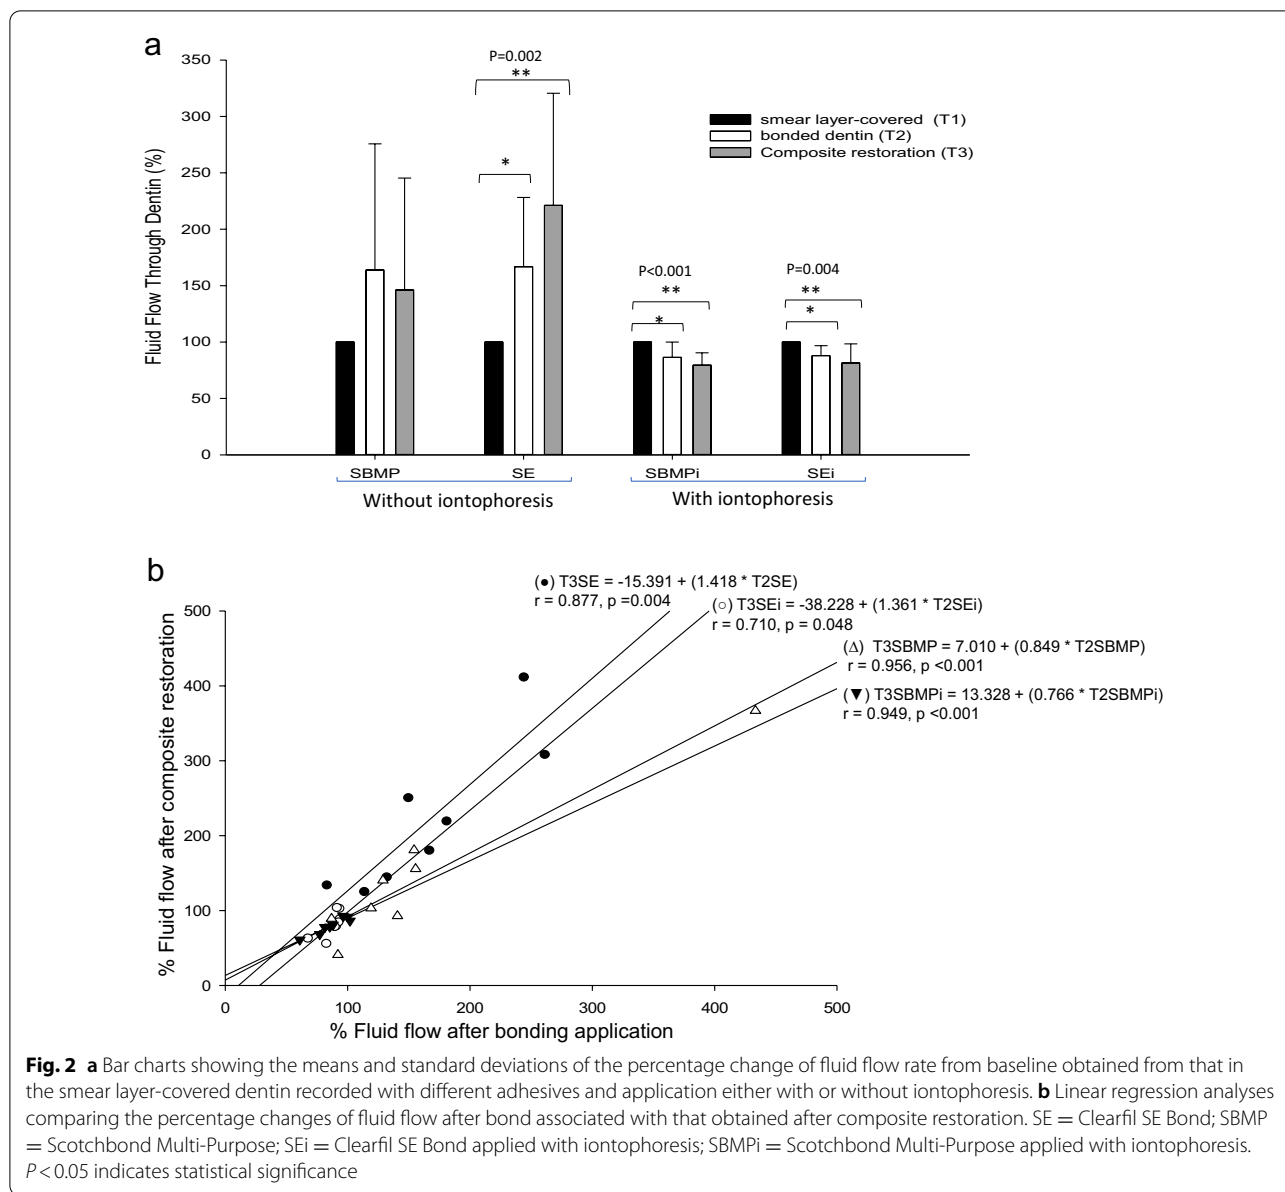 a
350
300
250
200
150
100
50
0
Fluid Flow Through Dentin (%)
P=0.002
**
*
smear layer-covered (T1)
bonded dentin (T2)
Composite restoration (T3)
P<0.001
**
*
P=0.004
**
*
SBMP SE SBMPi SEi
Without iontophoresis With iontophoresis
b
500
400
300
200
100
0
% Fluid flow after composite restoration
(●) T3SE = -15.391 + (1.418 * T2SE)
r = 0.877, p =0.004
(○) T3SEi = -38.228 + (1.361 * T2SEi)
r = 0.710, p = 0.048
(Δ) T3SBMP = 7.010 + (0.849 * T2SBMP)
r = 0.956, p <0.001
(▼) T3SBMPi = 13.328 + (0.766 * T2SBMPi)
r = 0.949, p <0.001
0 100 200 300 400 500
% Fluid flow after bonding application
Fig. 2 a Bar charts showing the means and standard deviations of the percentage change of fluid flow rate from baseline obtained from that in
the smear layer-covered dentin recorded with different adhesives and application either with or without iontophoresis. b Linear regression analyses
comparing the percentage changes of fluid flow after bond associated with that obtained after composite restoration. SE = Clearfil SE Bond; SBMP
= Scotchbond Multi-Purpose; SEi = Clearfil SE Bond applied with iontophoresis; SBMPi = Scotchbond Multi-Purpose applied with iontophoresis.
P < 0.05 indicates statistical significance